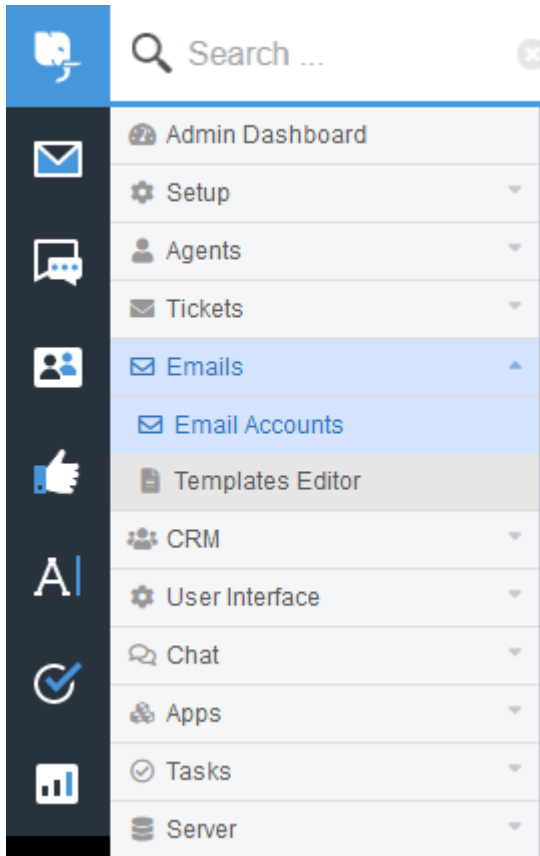 Search ...
Admin Dashboard
Setup
Agents
Tickets
Emails
Email Accounts
Templates Editor
CRM
User Interface
Chat
Apps
Tasks
Server